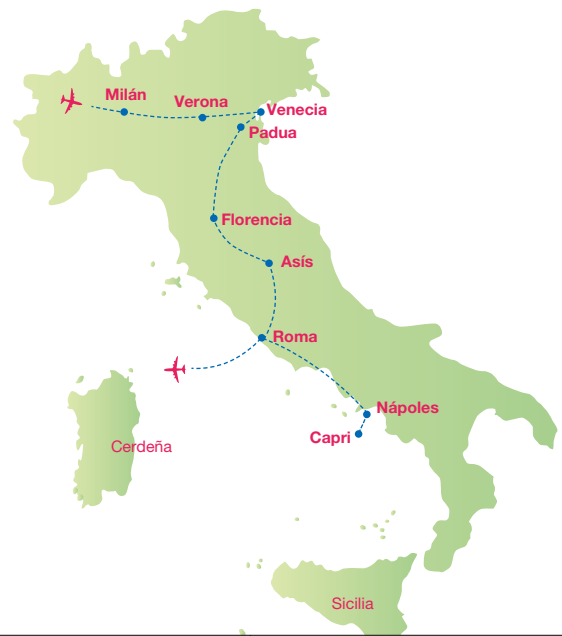 Milán
Verona
Venecia
Padua
Florencia
Asís
Roma
Nápoles
Capri
Cerdeña
Sicilia